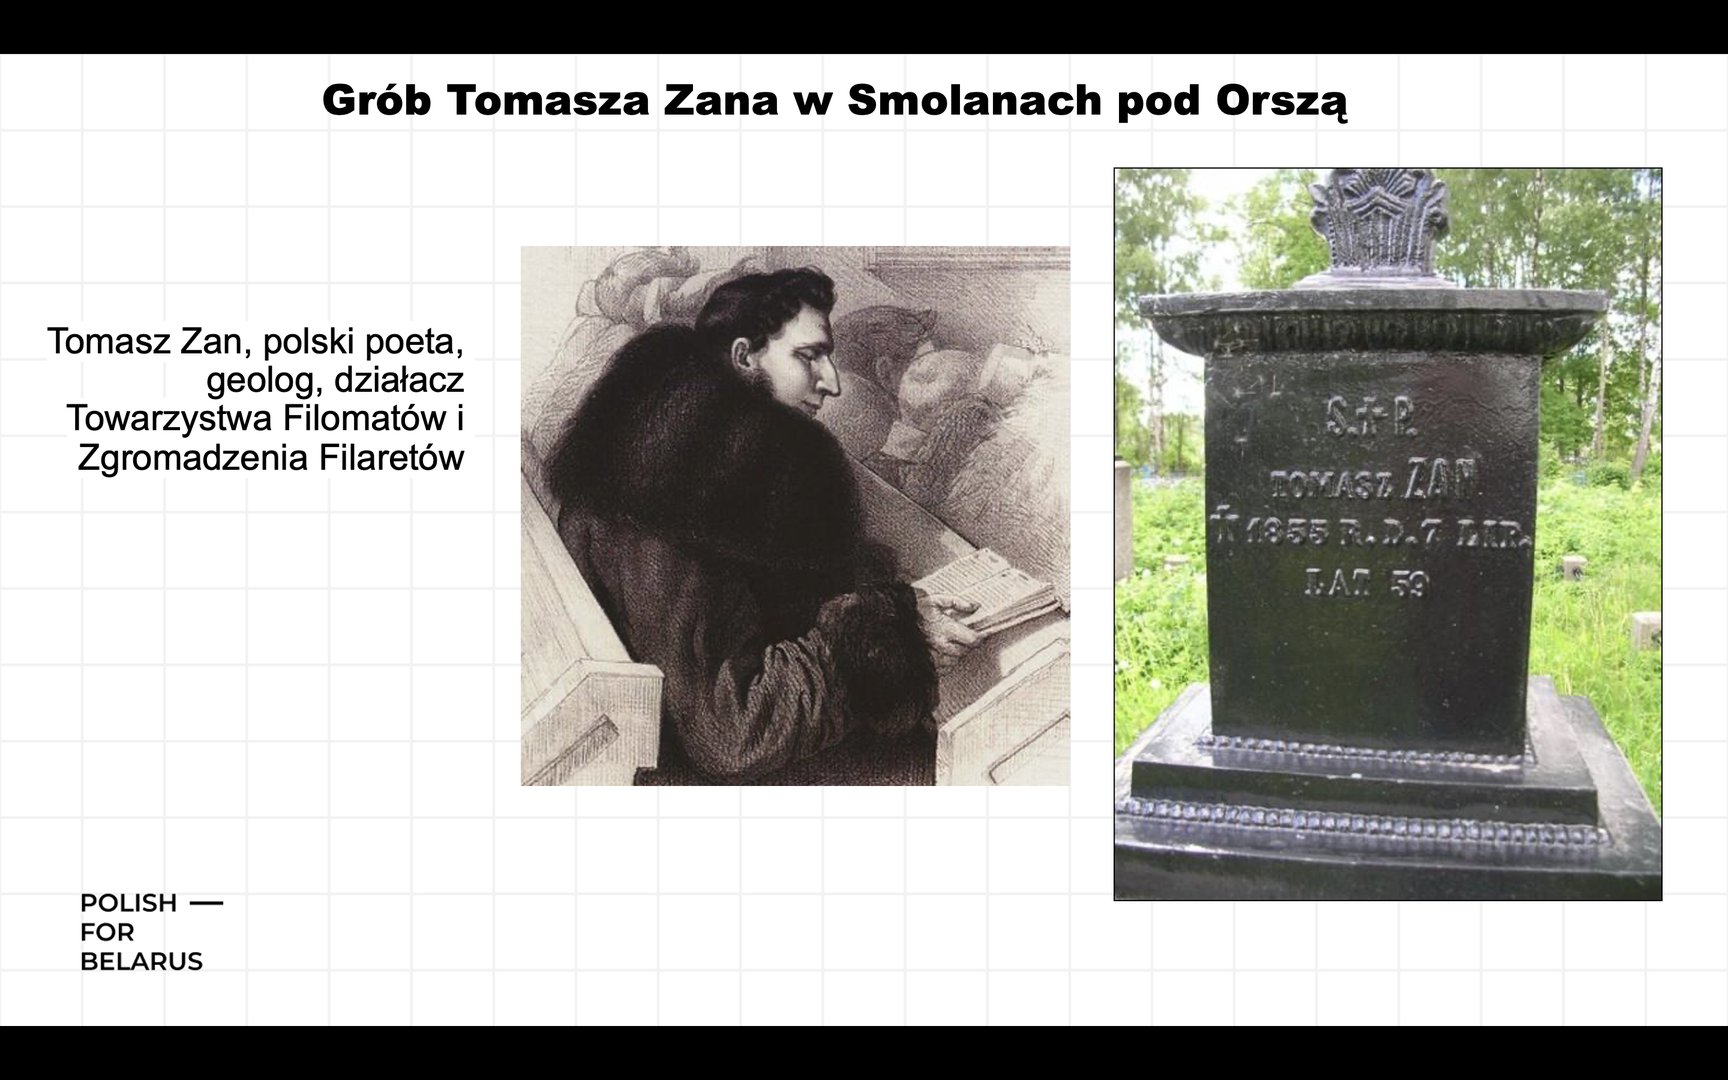 Grób Tomasza Zana w Smolanach pod Orszą
Tomasz Zan, polski poeta,
geolog, działacz
Towarzystwa Filomatów i
Zgromadzenia Filaretów
S.†P.
TOMASZ ZAN
†1855 R.D.7 LIP.
LAT 59
POLISH —
FOR
BELARUS